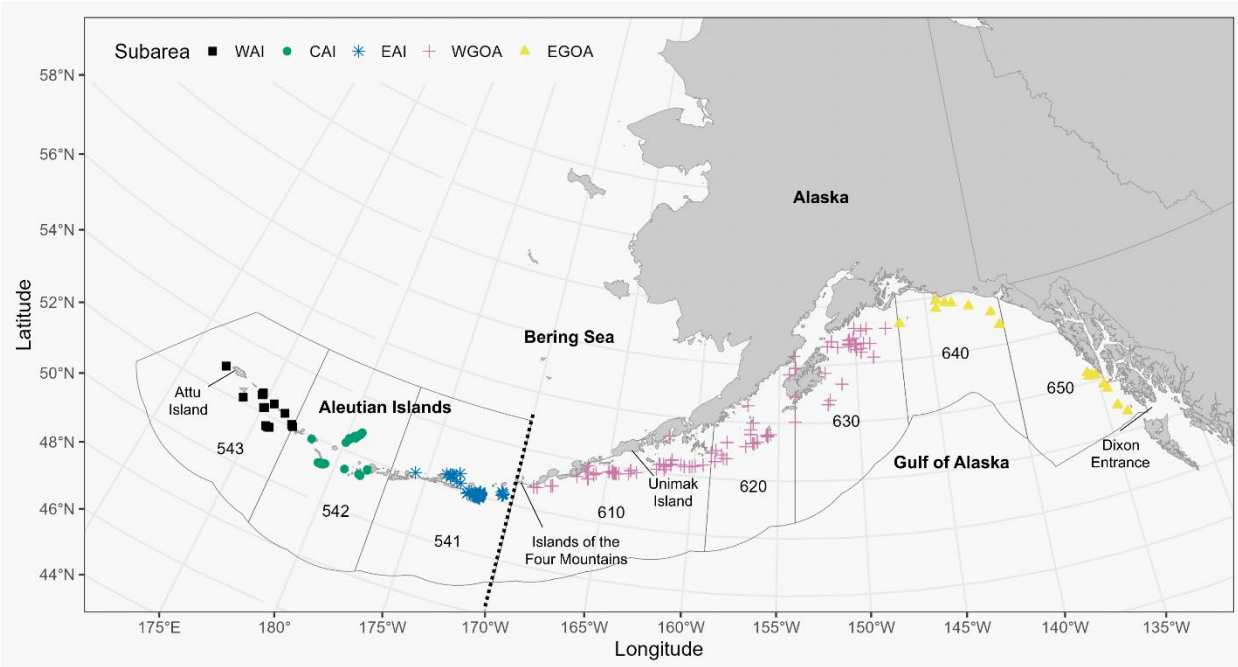 Subarea WAI CAI EAI WGOA EGOA
58°N
56°N
54°N
52°N
50°N
48°N
46°N
44°N
Latitude
Alaska
Bering Sea
Attu
Island
Aleutian Islands
543
542
541
Islands of the
Four Mountains
610
Unimak
Island
620
630
Gulf of Alaska
640
650
Dixon
Entrance
175°E 180° 175°W 170°W 165°W 160°W 155°W 150°W 145°W 140°W 135°W
Longitude